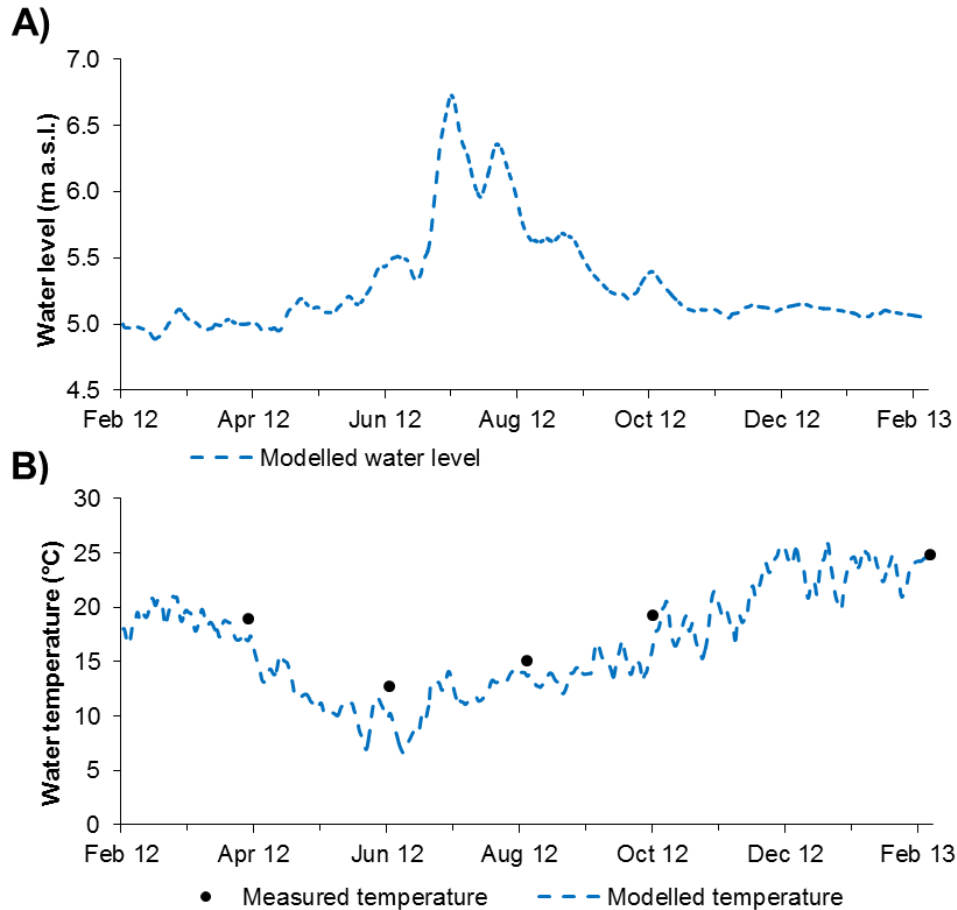 A)
Water level (m a.s.l.)
7.0
6.5
6.0
5.5
5.0
4.5
Feb 12 Apr 12 Jun 12 Aug 12 Oct 12 Dec 12 Feb 13
Modelled water level
B)
Water temperature (°C)
30
25
20
15
10
5
0
Feb 12 Apr 12 Jun 12 Aug 12 Oct 12 Dec 12 Feb 13
Measured temperature Modelled temperature